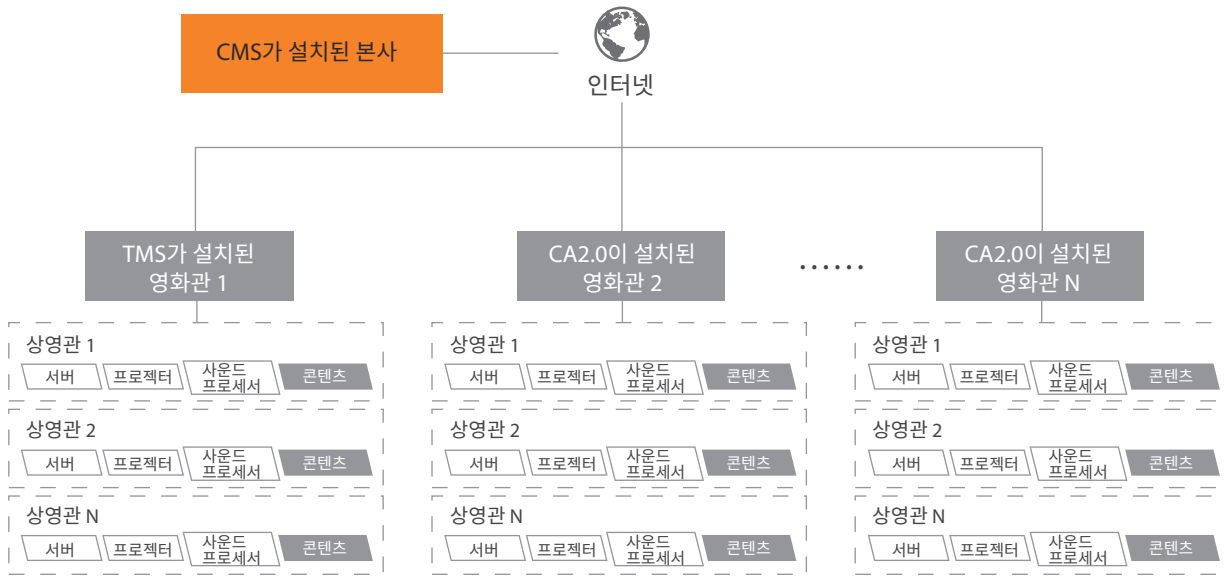 CMS가 설치된 본사
인터넷
TMS가 설치된
영화관 1
CA2.0이 설치된
영화관 2
......
CA2.0이 설치된
영화관 N
상영관 1
서버
프로젝터
사운드
프로세서
콘텐츠
상영관 2
서버
프로젝터
사운드
프로세서
콘텐츠
상영관 N
서버
프로젝터
사운드
프로세서
콘텐츠
상영관 1
서버
프로젝터
사운드
프로세서
콘텐츠
상영관 2
서버
프로젝터
사운드
프로세서
콘텐츠
상영관 N
서버
프로젝터
사운드
프로세서
콘텐츠
상영관 1
서버
프로젝터
사운드
프로세서
콘텐츠
상영관 2
서버
프로젝터
사운드
프로세서
콘텐츠
상영관 N
서버
프로젝터
사운드
프로세서
콘텐츠